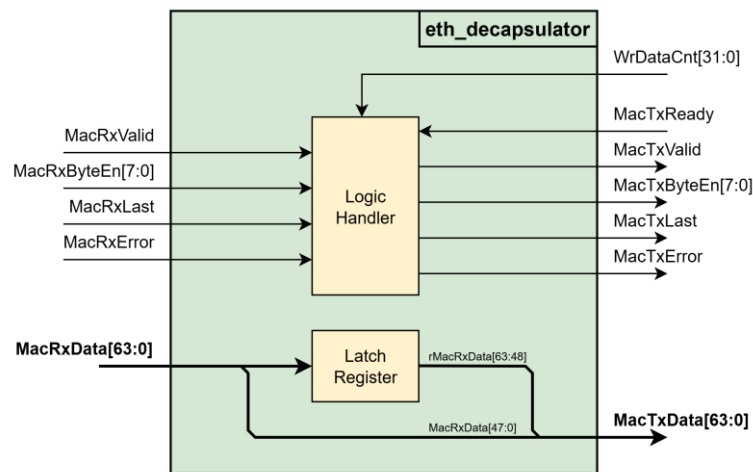 eth_decapsulator
WrDataCnt[31:0]
MacTxReady
MacRxValid
MacTxValid
MacRxByteEn[7:0]
MacTxByteEn[7:0]
Logic
Handler
MacRxLast
MacTxLast
MacRxError
MacTxError
MacRxData[63:0]
Latch
Register
rMacRxData[63:48]
MacRxData[47:0]
MacTxData[63:0]